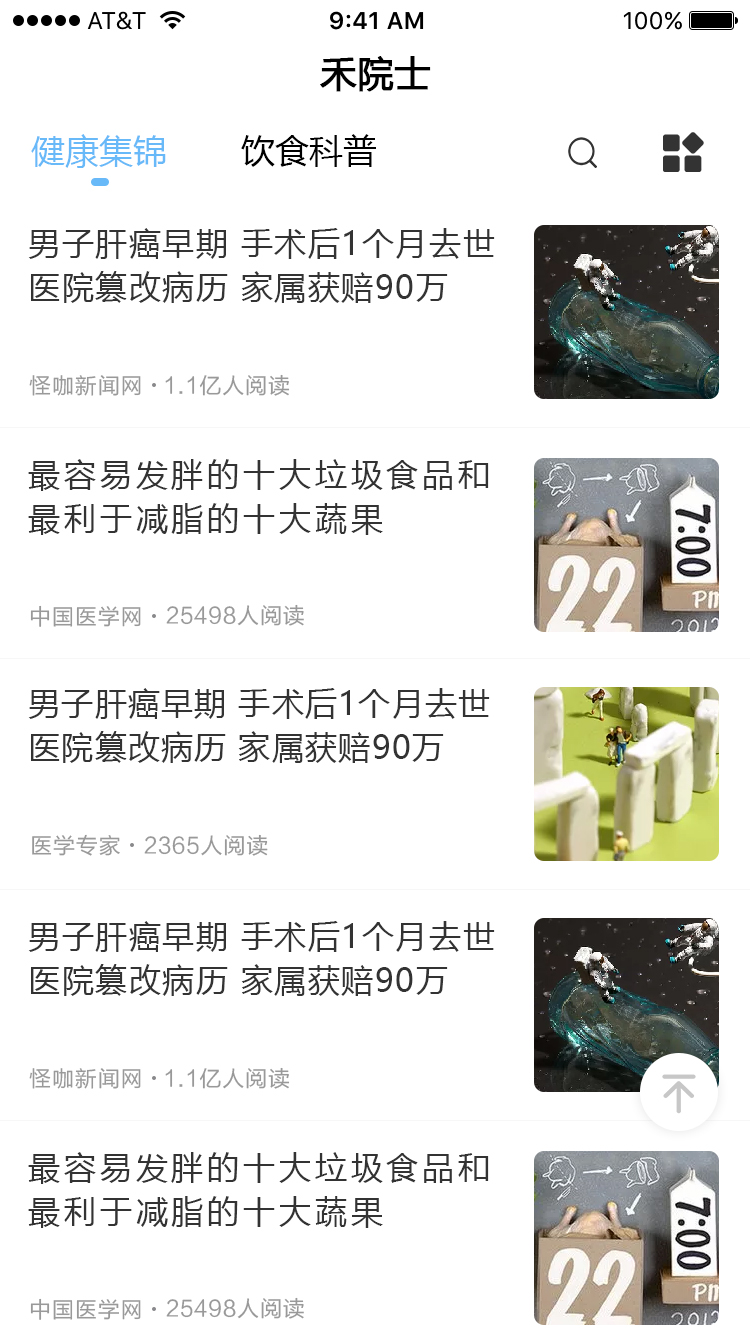 AT&T 9:41 AM 100%
禾院士
健康集锦 饮食科普
男子肝癌早期 手术后1个月去世
医院篡改病历 家属获赔90万
怪咖新闻网・1.1亿人阅读
最容易发胖的十大垃圾食品和
最利于减脂的十大蔬果
中国医学网・25498人阅读
7:00
22
PM
2012
男子肝癌早期 手术后1个月去世
医院篡改病历 家属获赔90万
医学专家・2365人阅读
男子肝癌早期 手术后1个月去世
医院篡改病历 家属获赔90万
怪咖新闻网・1.1亿人阅读
最容易发胖的十大垃圾食品和
最利于减脂的十大蔬果
中国医学网・25498人阅读
7:00
22
PM